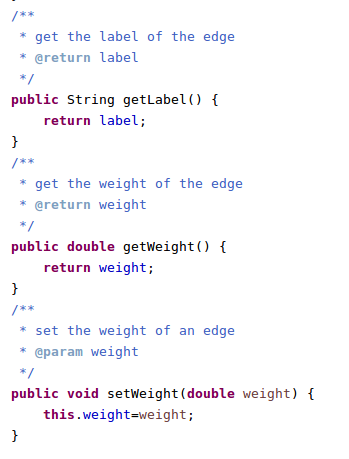 /**
 * get the label of the edge
 * @return label
 */
public String getLabel() {
    return label;
}
/**
 * get the weight of the edge
 * @return weight
 */
public double getWeight() {
    return weight;
}
/**
 * set the weight of an edge
 * @param weight
 */
public void setWeight(double weight) {
    this.weight=weight;
}